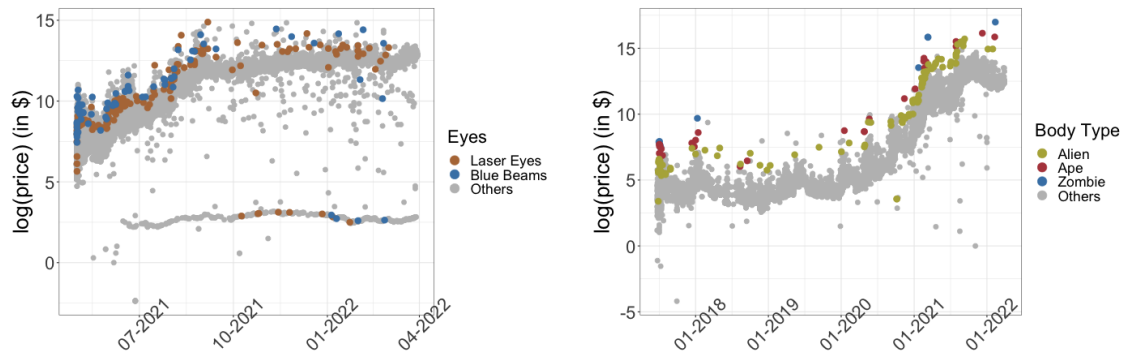 15
10
5
0
log(price) (in $)
07-2021
10-2021
01-2022
04-2022
Eyes
Laser Eyes
Blue Beams
Others
15
10
5
0
-5
log(price) (in $)
01-2018
01-2019
01-2020
01-2021
01-2022
Body Type
Alien
Ape
Zombie
Others